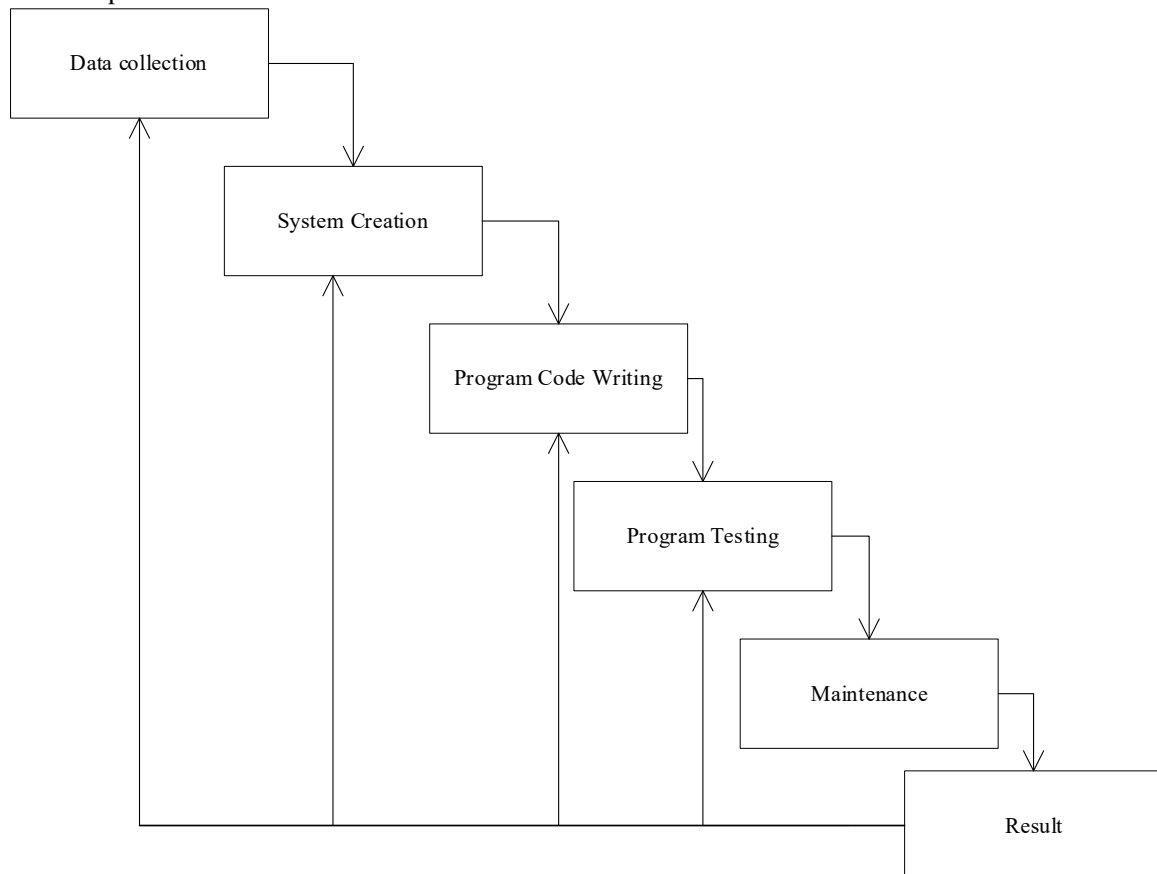 Data collection
System Creation
Program Code Writing
Program Testing
Maintenance
Result